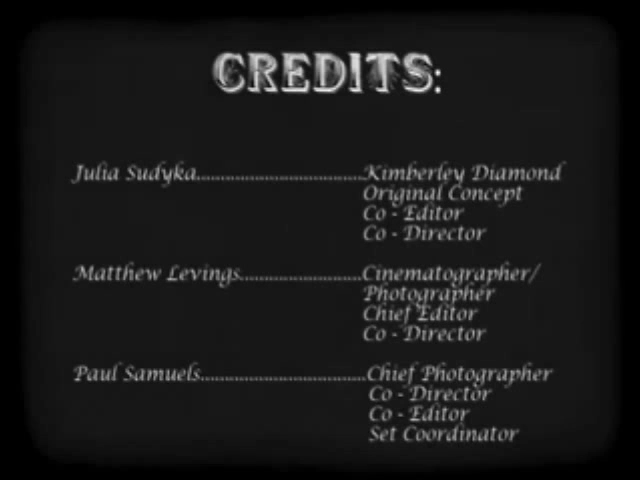 CREDITS:
Julia Sudyka..................................Kimberley Diamond
Original Concept
Co - Editor
Co - Director
Matthew Levings.........................Cinematographer/
Photographer
Chief Editor
Co - Director
Paul Samuels..................................Chief Photographer
Co - Director
Co - Editor
Set Coordinator